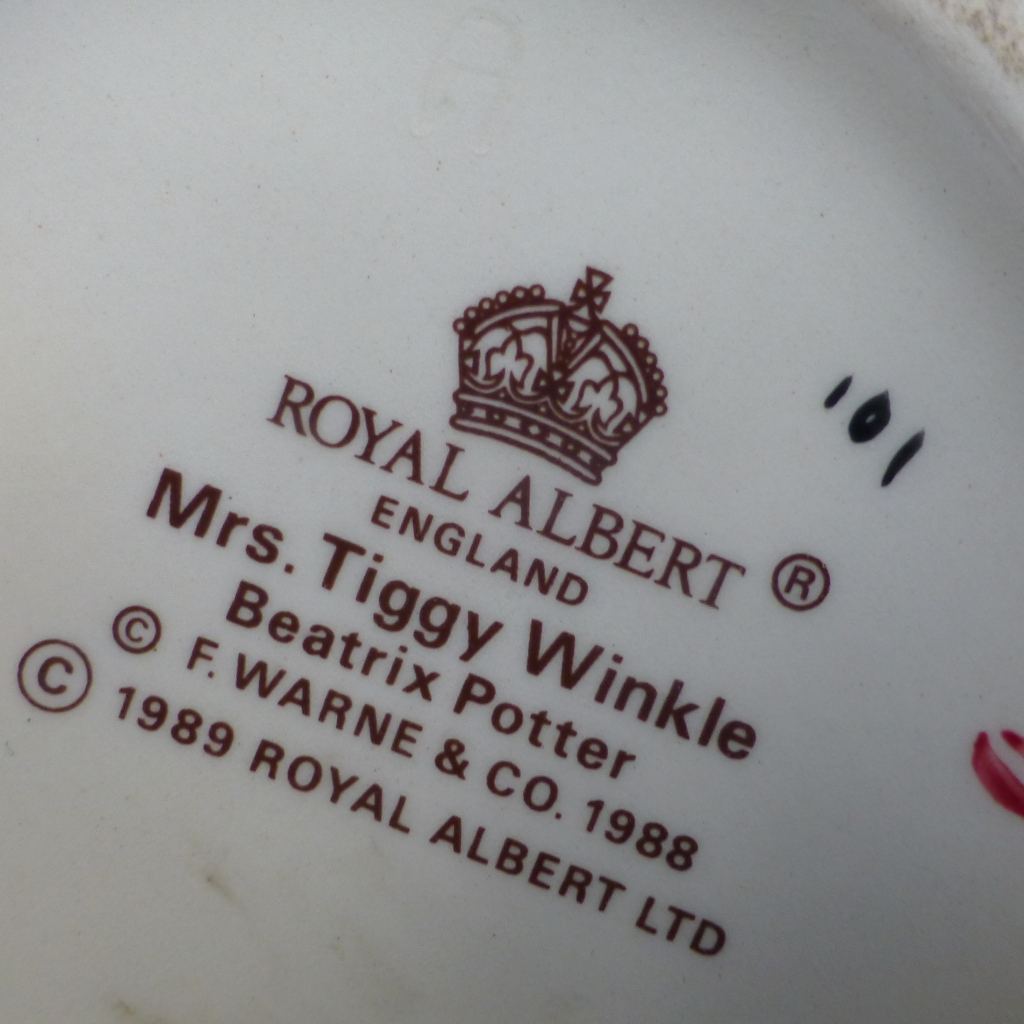 ROYAL ALBERT ®
ENGLAND
Mrs. Tiggy Winkle
Beatrix Potter
© F. WARNE & CO. 1988
© 1989 ROYAL ALBERT LTD